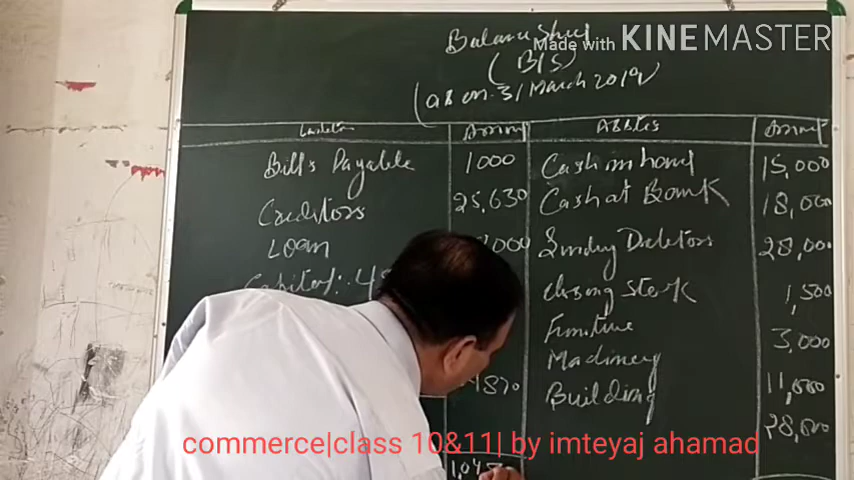 Balance Sheet
Made with KINEMASTER
(B/S)
(as on 31 March 2019)
Amount Assets Amount
Bills Payable 1000 Cash in hand 15,000
Creditors 25,630 Cash at Bank 18,000
Loan Sundry Debtors 28,000
Capital:- Closing Stock 1,500
Furniture 3,000
Machinery 11,000
Building 28,000
commerce|class 10&11| by imteyaj ahamad